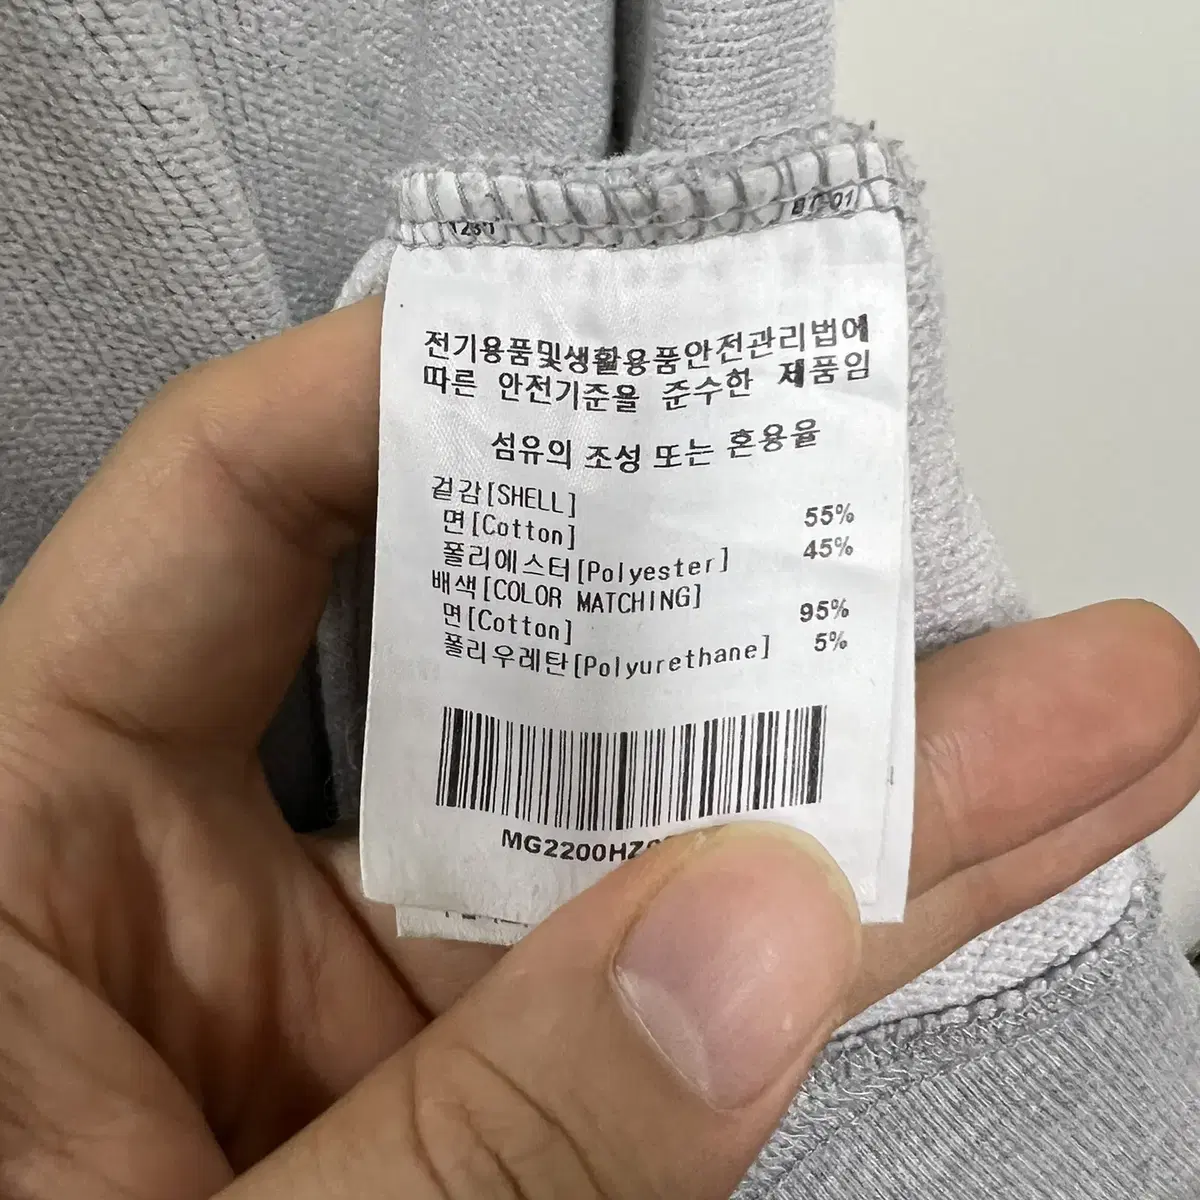 전기용품및생활용품안전관리법에
따른 안전기준을 준수한 제품임
섬유의 조성 또는 혼용율
겉감[SHELL]
면[Cotton] 55%
폴리에스터[Polyester] 45%
배색[COLOR MATCHING]
면[Cotton] 95%
폴리우레탄[Polyurethane] 5%